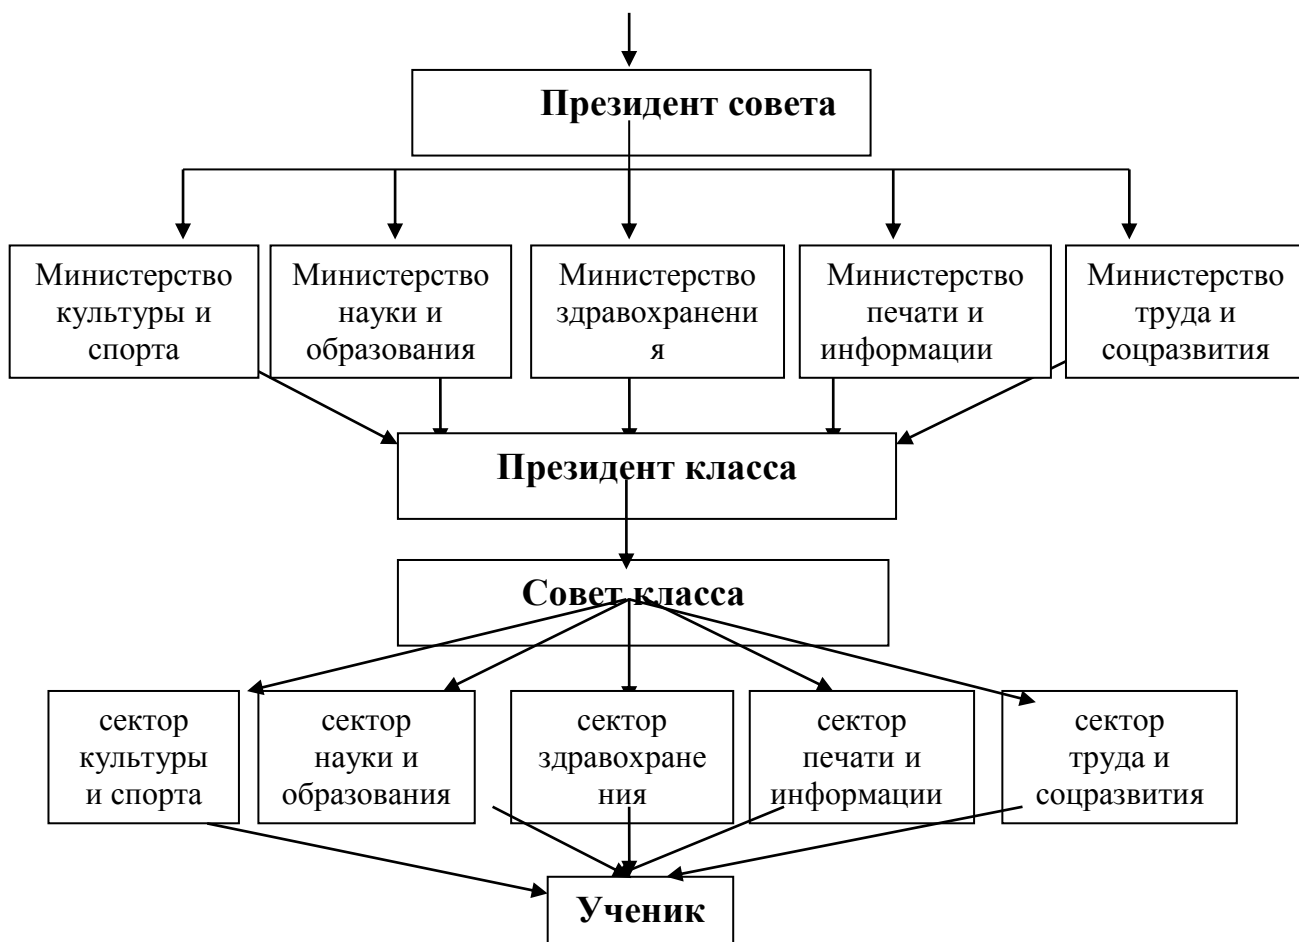 Президент совета
Министерство
культуры и
спорта
Министерство
науки и
образования
Министерство
здравохранени
я
Министерство
печати и
информации
Министерство
труда и
соцразвития
Президент класса
Совет класса
сектор
культуры
и спорта
сектор
науки и
образования
сектор
здравохране
ния
сектор
печати и
информации
сектор
труда и
соцразвития
Ученик